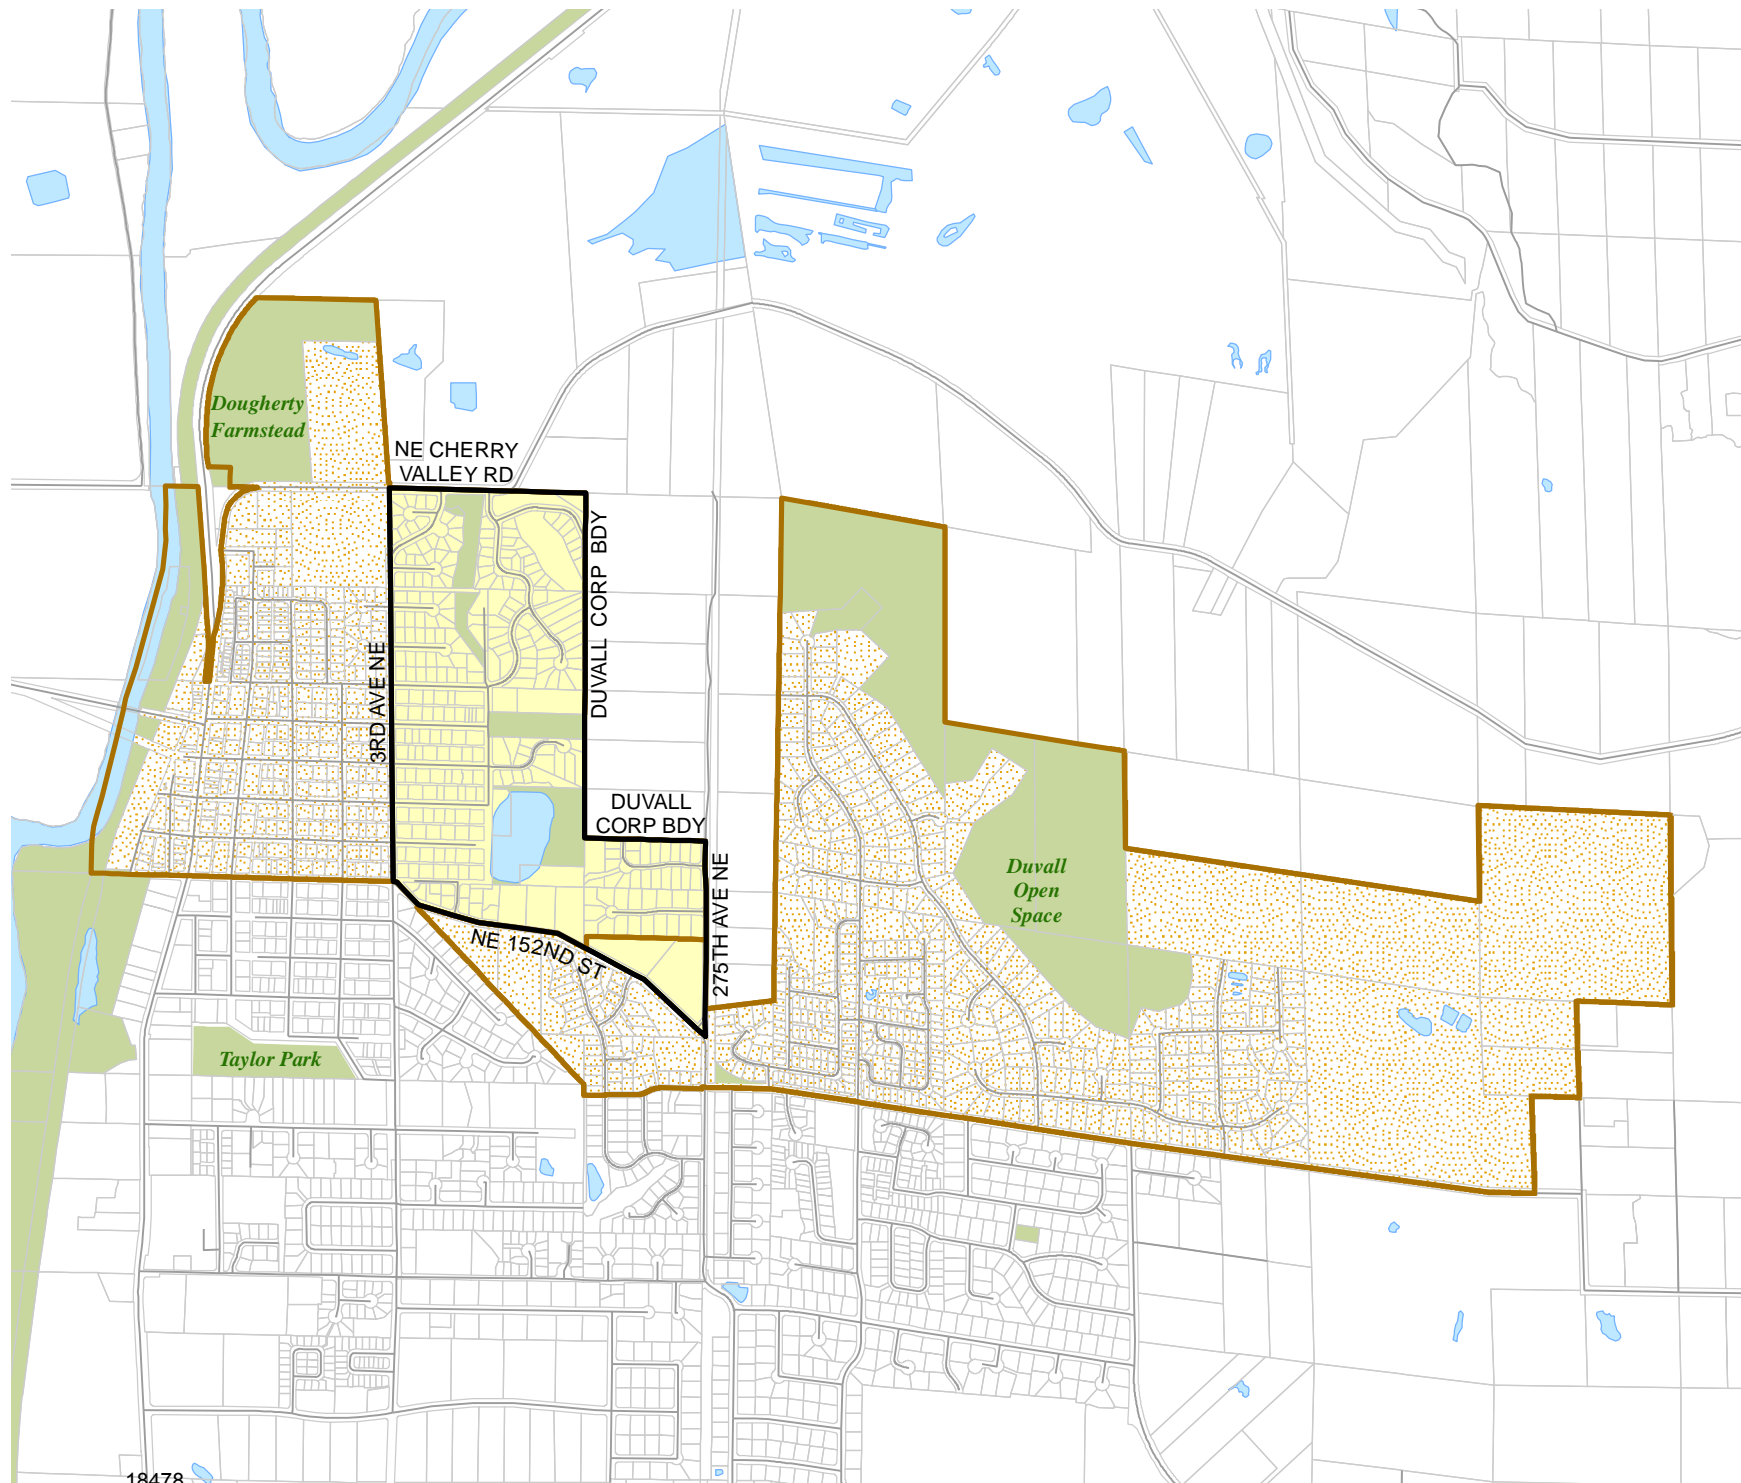 Dougherty
Farmstead
NE CHERRY
VALLEY RD
DUVALL CORP BDY
3RD AVE NE
DUVALL
CORP BDY
275TH AVE NE
NE 152ND ST
Duvall
Open
Space
Taylor Park
18478